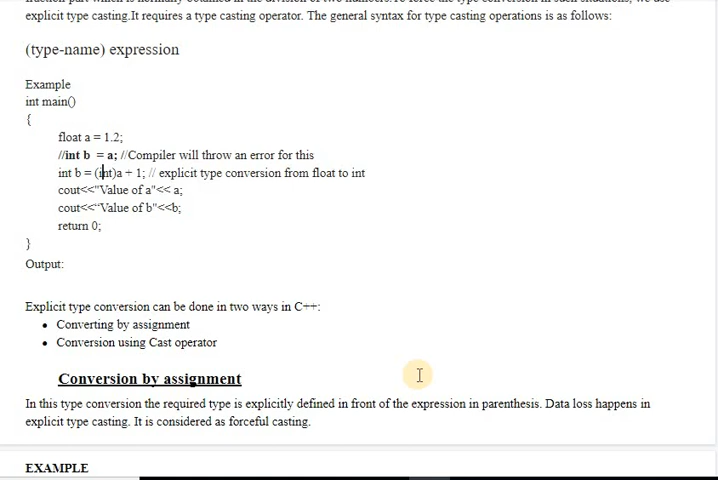 explicit type casting.It requires a type casting operator. The general syntax for type casting operations is as follows:
(type-name) expression
Example
int main()
{
float a = 1.2;
//int b = a; //Compiler will throw an error for this
int b = (int)a + 1; // explicit type conversion from float to int
cout<<"Value of a"<< a;
cout<<"Value of b"<<b;
return 0;
}
Output:
Explicit type conversion can be done in two ways in C++:
• Converting by assignment
• Conversion using Cast operator
Conversion by assignment
In this type conversion the required type is explicitly defined in front of the expression in parenthesis. Data loss happens in
explicit type casting. It is considered as forceful casting.
EXAMPLE